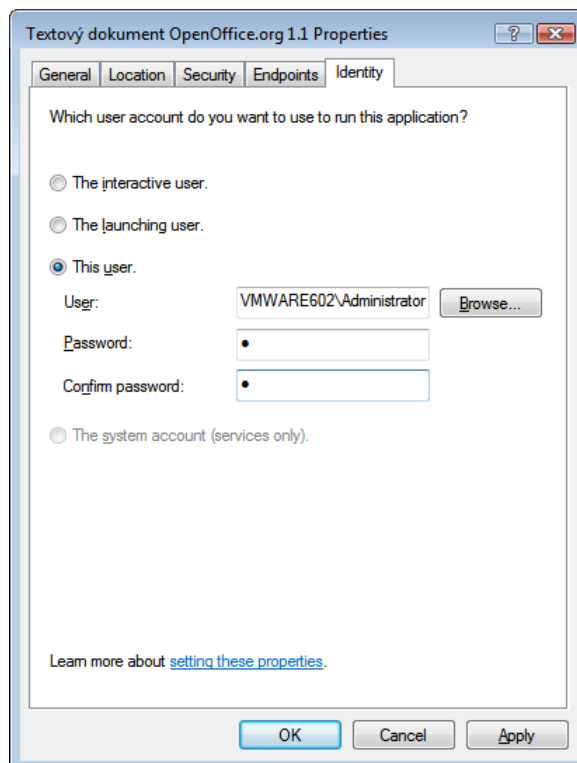 Textový dokument OpenOffice.org 1.1 Properties
General Location Security Endpoints Identity
Which user account do you want to use to run this application?
The interactive user.
The launching user.
This user.
User: VMWARE602\Administrator Browse...
Password: ●
Confirm password: ●
The system account (services only).
Learn more about setting these properties.
OK Cancel Apply